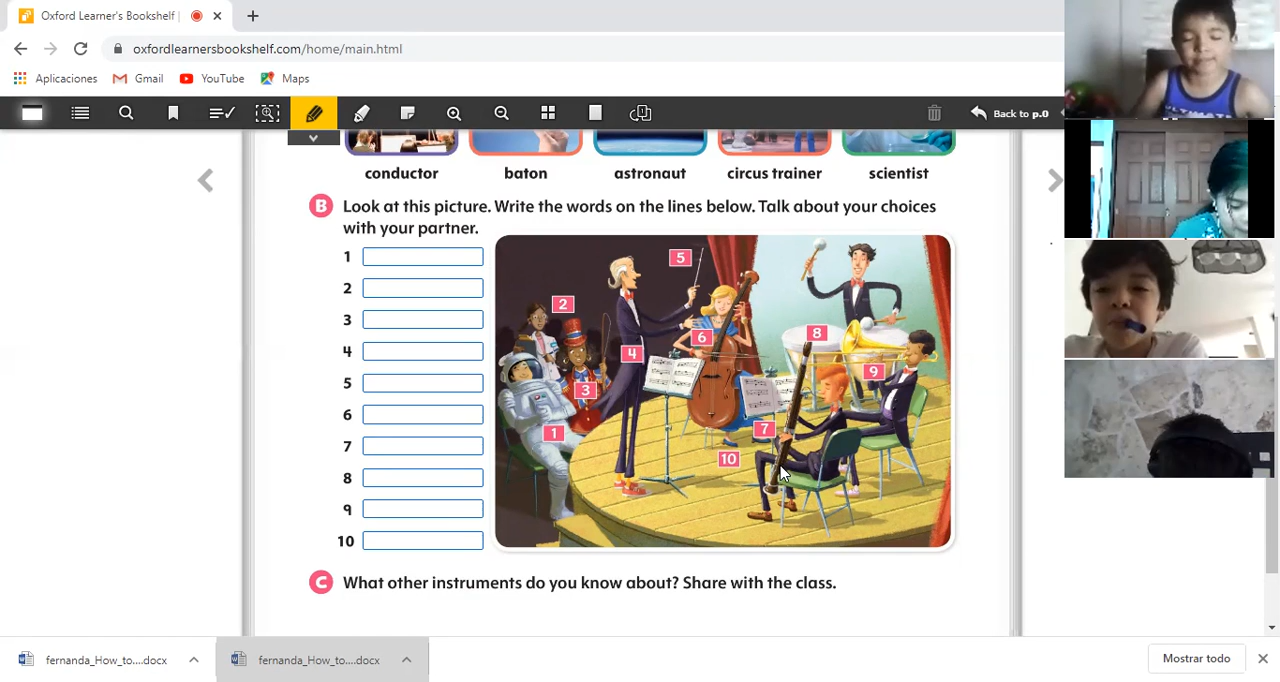 Oxford Learner's Bookshelf |
oxfordlearnersbookshelf.com/home/main.html
Aplicaciones Gmail YouTube Maps
Back to p.0
conductor baton astronaut circus trainer scientist
B Look at this picture. Write the words on the lines below. Talk about your choices
with your partner.
1
2
3
4
5
6
7
8
9
10
5
2
8
6
4
9
3
7
1
10
C What other instruments do you know about? Share with the class.
fernanda_How_to....docx fernanda_How_to....docx Mostrar todo